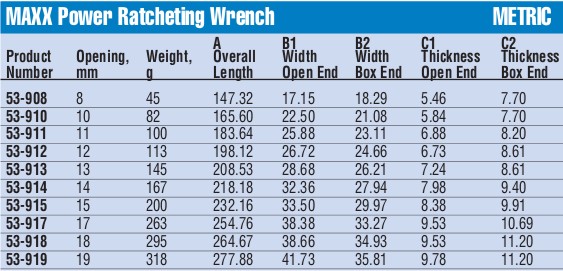 MAXX Power Ratcheting Wrench METRIC
A B1 B2 C1 C2
Product Opening, Weight, Overall Width Width Thickness Thickness
Number mm g Length Open End Box End Open End Box End
53-908 8 45 147.32 17.15 18.29 5.46 7.70
53-910 10 82 165.60 22.50 21.08 5.84 7.70
53-911 11 100 183.64 25.88 23.11 6.88 8.20
53-912 12 113 198.12 26.72 24.66 6.73 8.61
53-913 13 145 208.53 28.68 26.21 7.24 8.61
53-914 14 167 218.18 32.36 27.94 7.98 9.40
53-915 15 200 232.16 33.50 29.97 8.38 9.91
53-917 17 263 254.76 38.38 33.27 9.53 10.69
53-918 18 295 264.67 38.66 34.93 9.53 11.20
53-919 19 318 277.88 41.73 35.81 9.78 11.20